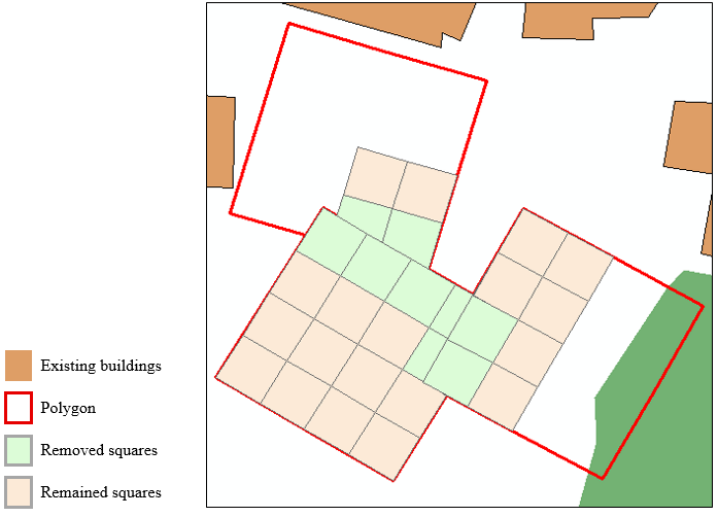 Existing buildings
Polygon
Removed squares
Remained squares